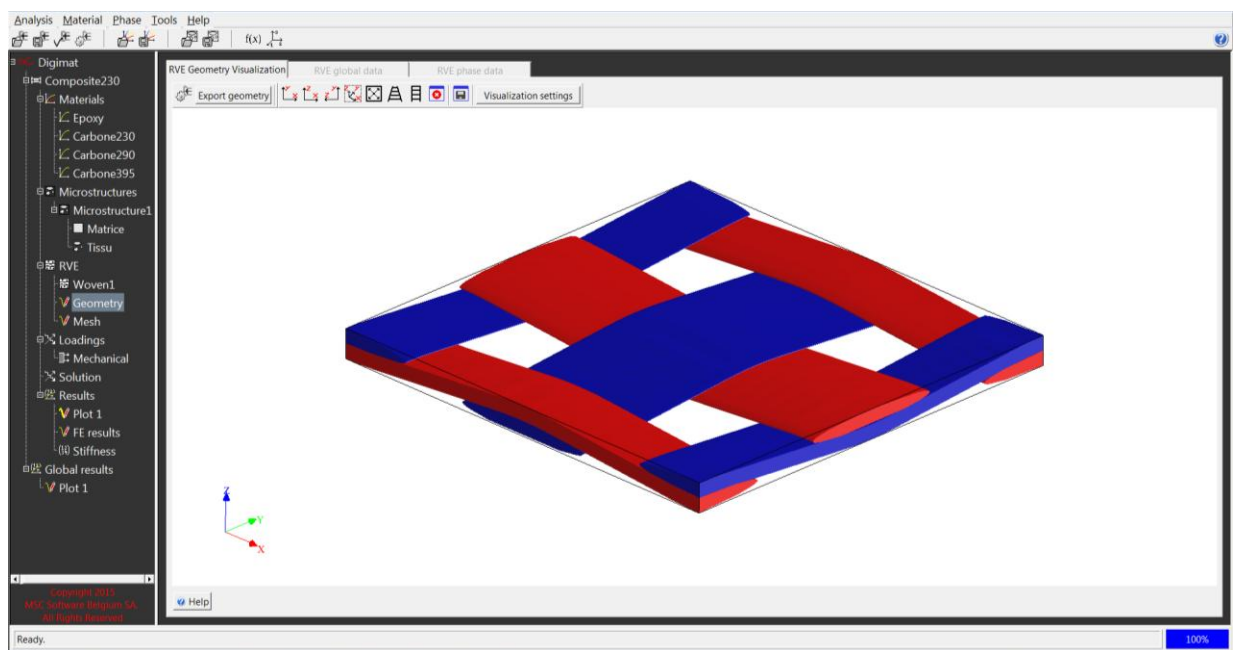 Analysis Material Phase Tools Help
f(x)
Digimat
Composite230
Materials
Epoxy
Carbone230
Carbone290
Carbone395
Microstructures
Microstructure1
Matrice
Tissu
RVE
Woven1
Geometry
Mesh
Loadings
Mechanical
Solution
Results
Plot 1
FE results
Stiffness
Global results
Plot 1
Copyright 2015
MSC Software Belgium SA.
All Rights Reserved
RVE Geometry Visualization RVE global data RVE phase data
Export geometry Visualization settings
Z
Y
X
Help
Ready. 100%